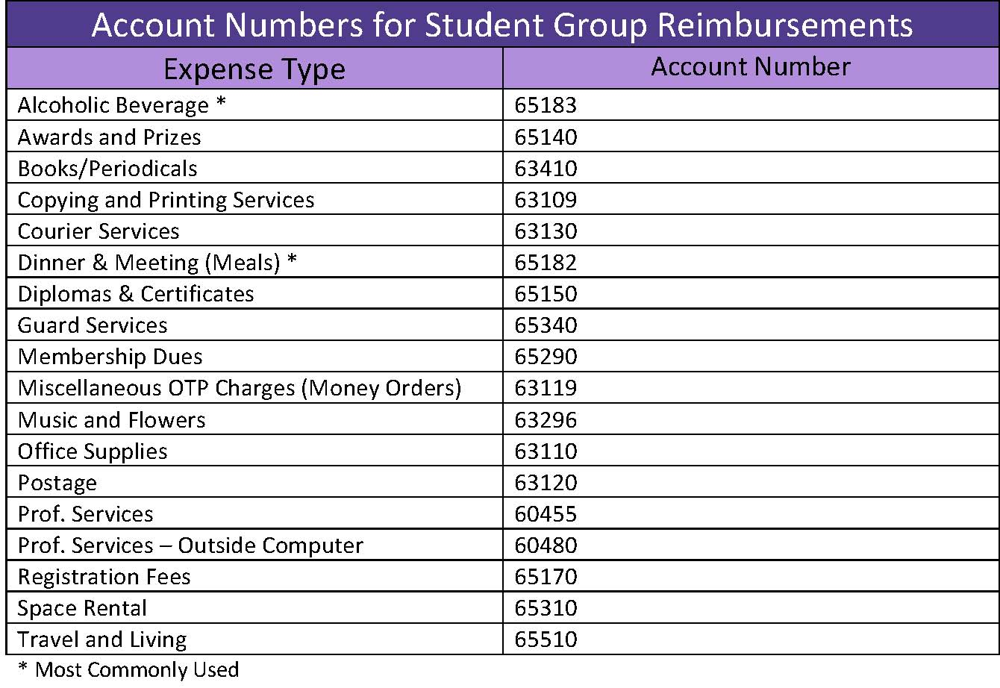 Account Numbers for Student Group Reimbursements
Expense Type Account Number
Alcoholic Beverage * 65183
Awards and Prizes 65140
Books/Periodicals 63410
Copying and Printing Services 63109
Courier Services 63130
Dinner & Meeting (Meals) * 65182
Diplomas & Certificates 65150
Guard Services 65340
Membership Dues 65290
Miscellaneous OTP Charges (Money Orders) 63119
Music and Flowers 63296
Office Supplies 63110
Postage 63120
Prof. Services 60455
Prof. Services – Outside Computer 60480
Registration Fees 65170
Space Rental 65310
Travel and Living 65510
* Most Commonly Used